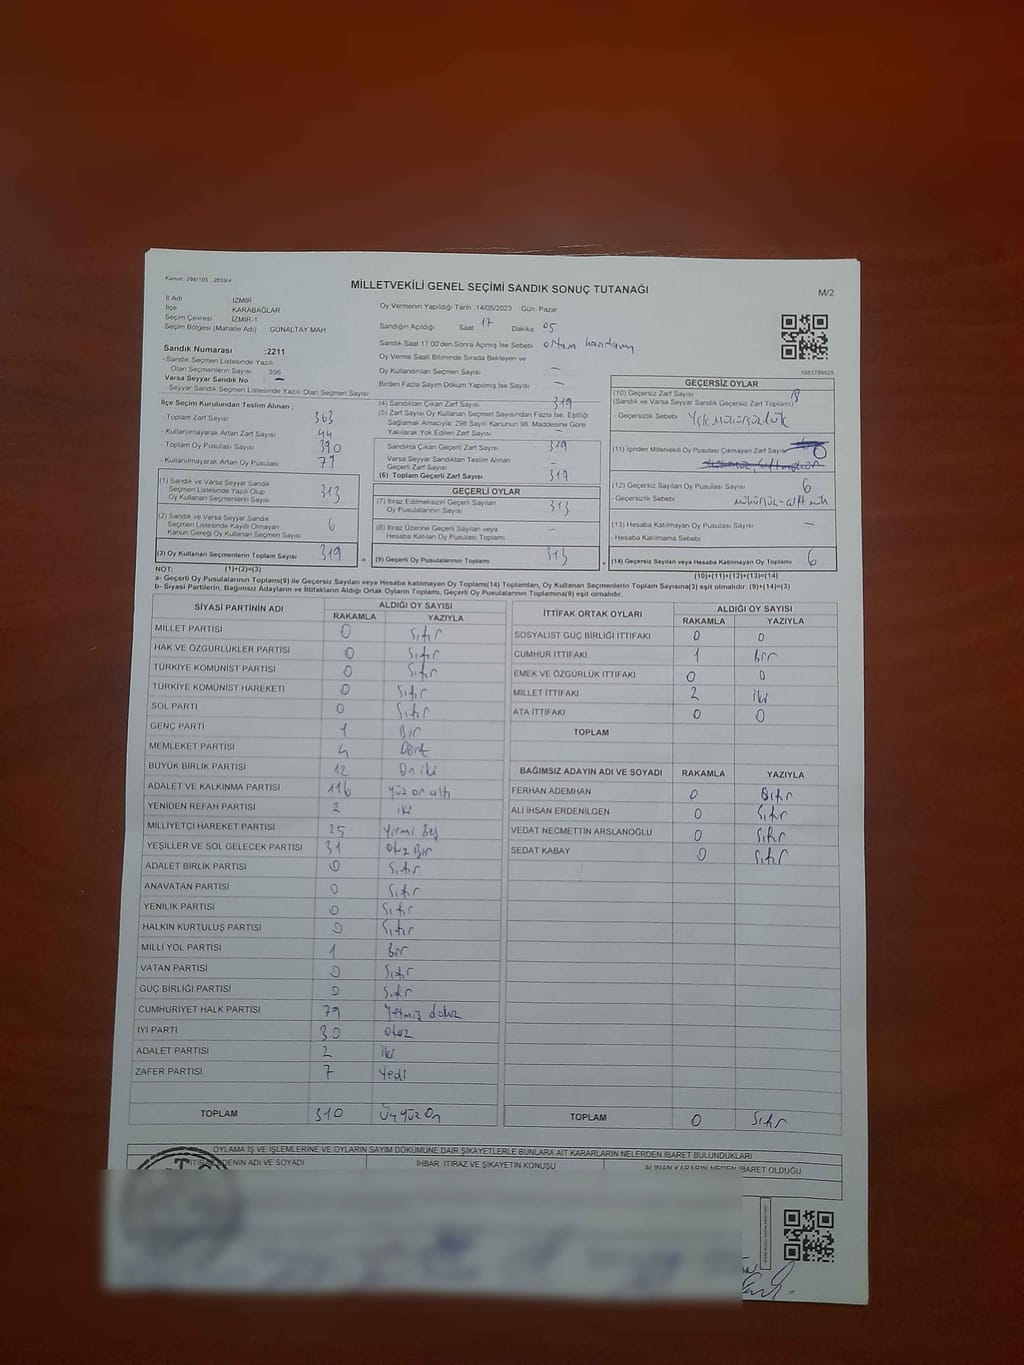 Kanun: 298/105 ; 2839/4
MİLLETVEKİLİ GENEL SEÇİMİ SANDIK SONUÇ TUTANAĞI
M/2
İl Adı İZMİR
İlçe KARABAĞLAR
Seçim Çevresi İZMİR-1
Seçim Bölgesi (Mahalle Adı) GÜNALTAY MAH
Sandık Numarası :2211
- Sandık Seçmen Listesinde Yazılı
Olan Seçmenlerin Sayısı 356
Varsa Seyyar Sandık No –
- Seyyar Sandık Seçmen Listesinde Yazılı Olan Seçmen Sayısı
Oy Vermenin Yapıldığı Tarih : 14/05/2023 Gün: Pazar
Sandığın Açıldığı Saat 17 Dakika 05
Sandık Saat 17:00'den Sonra Açımış İse Sebebi ortam hazırlamış
Oy Verme Saati Bitiminde Sırada Bekleyen ve
Oy Kullandırılan Seçmen Sayısı –
Birden Fazla Sayım Döküm Yapılmış İse Sayısı –
1083799529
İlçe Seçim Kurulundan Teslim Alınan ;
- Toplam Zarf Sayısı 363
- Kullanılmayarak Artan Zarf Sayısı 44
- Toplam Oy Pusulası Sayısı 390
- Kullanılmayarak Artan Oy Pusulası 71
(1) Sandık ve Varsa Seyyar Sandık
Seçmen Listesinde Yazılı Olup
Oy Kullanan Seçmenlerin Sayısı 313
(2) Sandık ve Varsa Seyyar Sandık
Seçmen Listesinde Kaydı Olmayan
Kanun Gereği Oy Kullanan Seçmen Sayısı 6
(3) Oy Kullanan Seçmenlerin Toplam Sayısı 319
(4) Sandıktan Çıkan Zarf Sayısı 319
(5) Zarf Sayısı Oy Kullanan Seçmen Sayısından Fazla İse, Eşitliği
Sağlamak Amacıyla; 298 Sayılı Kanunun 98. Maddesine Göre
Yakılarak Yok Edilen Zarf Sayısı –
Sandıkta Çıkan Geçerli Zarf Sayısı 319
Varsa Seyyar Sandıktan Teslim Alınan
Geçerli Zarf Sayısı –
(6) Toplam Geçerli Zarf Sayısı 319
GEÇERLİ OYLAR
(7) İtiraz Edilmeksizin Geçerli Sayılan
Oy Pusulalarının Sayısı 313
(8) İtiraz Üzerine Geçerli Sayılan veya
Hesaba Katılan Oy Pusulası Toplamı –
(9) Geçerli Oy Pusulalarının Toplamı 313
GEÇERSİZ OYLAR
(10) Geçersiz Zarf Sayısı
(Sandık ve Varsa Seyyar Sandık Geçersiz Zarf Toplamı)
- Geçersizlik Sebebi
(11) İçinden Milletvekili Oy Pusulası Çıkmayan Zarf Sayısı 0
(12) Geçersiz Sayılan Oy Pusulası Sayısı 6
- Geçersizlik Sebebi
(13) Hesaba Katılmayan Oy Pusulası Sayısı –
- Hesaba Katılmama Sebebi
(14) Geçersiz Sayılan veya Hesaba Katılmayan Oy Toplamı 6
NOT: (1)+(2)=(3) (10)+(11)+(12)+(13)=(14)
a- Geçerli Oy Pusulalarının Toplamı(9) ile Geçersiz Sayılan veya Hesaba katılmayan Oy Toplamı(14) Toplamları, Oy Kullanan Seçmenlerin Toplam Sayısına(3) eşit olmalıdır. (9)+(14)=(3)
b- Siyasi Partilerin, Bağımsız Adayların ve İttifakların Aldığı Ortak Oyların Toplamı, Geçerli Oy Pusulalarının Toplamına(9) eşit olmalıdır.
SİYASİ PARTİNİN ADI ALDIĞI OY SAYISI
RAKAMLA YAZIYLA
MİLLET PARTİSİ 0 Sıfır
HAK VE ÖZGÜRLÜKLER PARTİSİ 0 Sıfır
TÜRKİYE KOMÜNİST PARTİSİ 0 Sıfır
TÜRKİYE KOMÜNİST HAREKETİ 0 Sıfır
SOL PARTİ 0 Sıfır
GENÇ PARTİ 1 Bir
MEMLEKET PARTİSİ 4 Dört
BÜYÜK BİRLİK PARTİSİ 12 On iki
ADALET VE KALKINMA PARTİSİ 116 Yüz on altı
YENİDEN REFAH PARTİSİ 2 iki
MİLLİYETÇİ HAREKET PARTİSİ 25 Yirmi Beş
YEŞİLLER VE SOL GELECEK PARTİSİ 31 Otuz Bir
ADALET BİRLİK PARTİSİ 0 Sıfır
ANAVATAN PARTİSİ 0 Sıfır
YENİLİK PARTİSİ 0 Sıfır
HALKIN KURTULUŞ PARTİSİ 0 Sıfır
MİLLİ YOL PARTİSİ 1 Bir
VATAN PARTİSİ 0 Sıfır
GÜÇ BİRLİĞİ PARTİSİ 0 Sıfır
CUMHURİYET HALK PARTİSİ 79 Yetmiş dokuz
İYİ PARTİ 30 Otuz
ADALET PARTİSİ 2 iki
ZAFER PARTİSİ 7 Yedi
TOPLAM 310 Üçyüz On
İTTİFAK ORTAK OYLARI ALDIĞI OY SAYISI
RAKAMLA YAZIYLA
SOSYALİST GÜÇ BİRLİĞİ İTTİFAKI 0 0
CUMHUR İTTİFAKI 1 Bir
EMEK VE ÖZGÜRLÜK İTTİFAKI 0 0
MİLLET İTTİFAKI 2 iki
ATA İTTİFAKI 0 0
TOPLAM
BAĞIMSIZ ADAYIN ADI VE SOYADI RAKAMLA YAZIYLA
FERHAN ADEMHAN 0 Sıfır
ALİ İHSAN ERDENİLGEN 0 Sıfır
VEDAT NECMETTİN ARSLANOĞLU 0 Sıfır
SEDAT KABAY 0 Sıfır
TOPLAM 0 Sıfır
OYLAMA İŞ VE İŞLEMLERİNE VE OYLARIN SAYIM DÖKÜMÜNE DAİR ŞİKAYETLERLE BUNLARA AİT KARARLARIN NELERDEN İBARET BULUNDUKLARI
İTİRAZ EDENİN ADI VE SOYADI İHBAR, İTİRAZ VE ŞİKAYETİN KONUSU ALINAN KARARIN NEDEN İBARET OLDUĞU